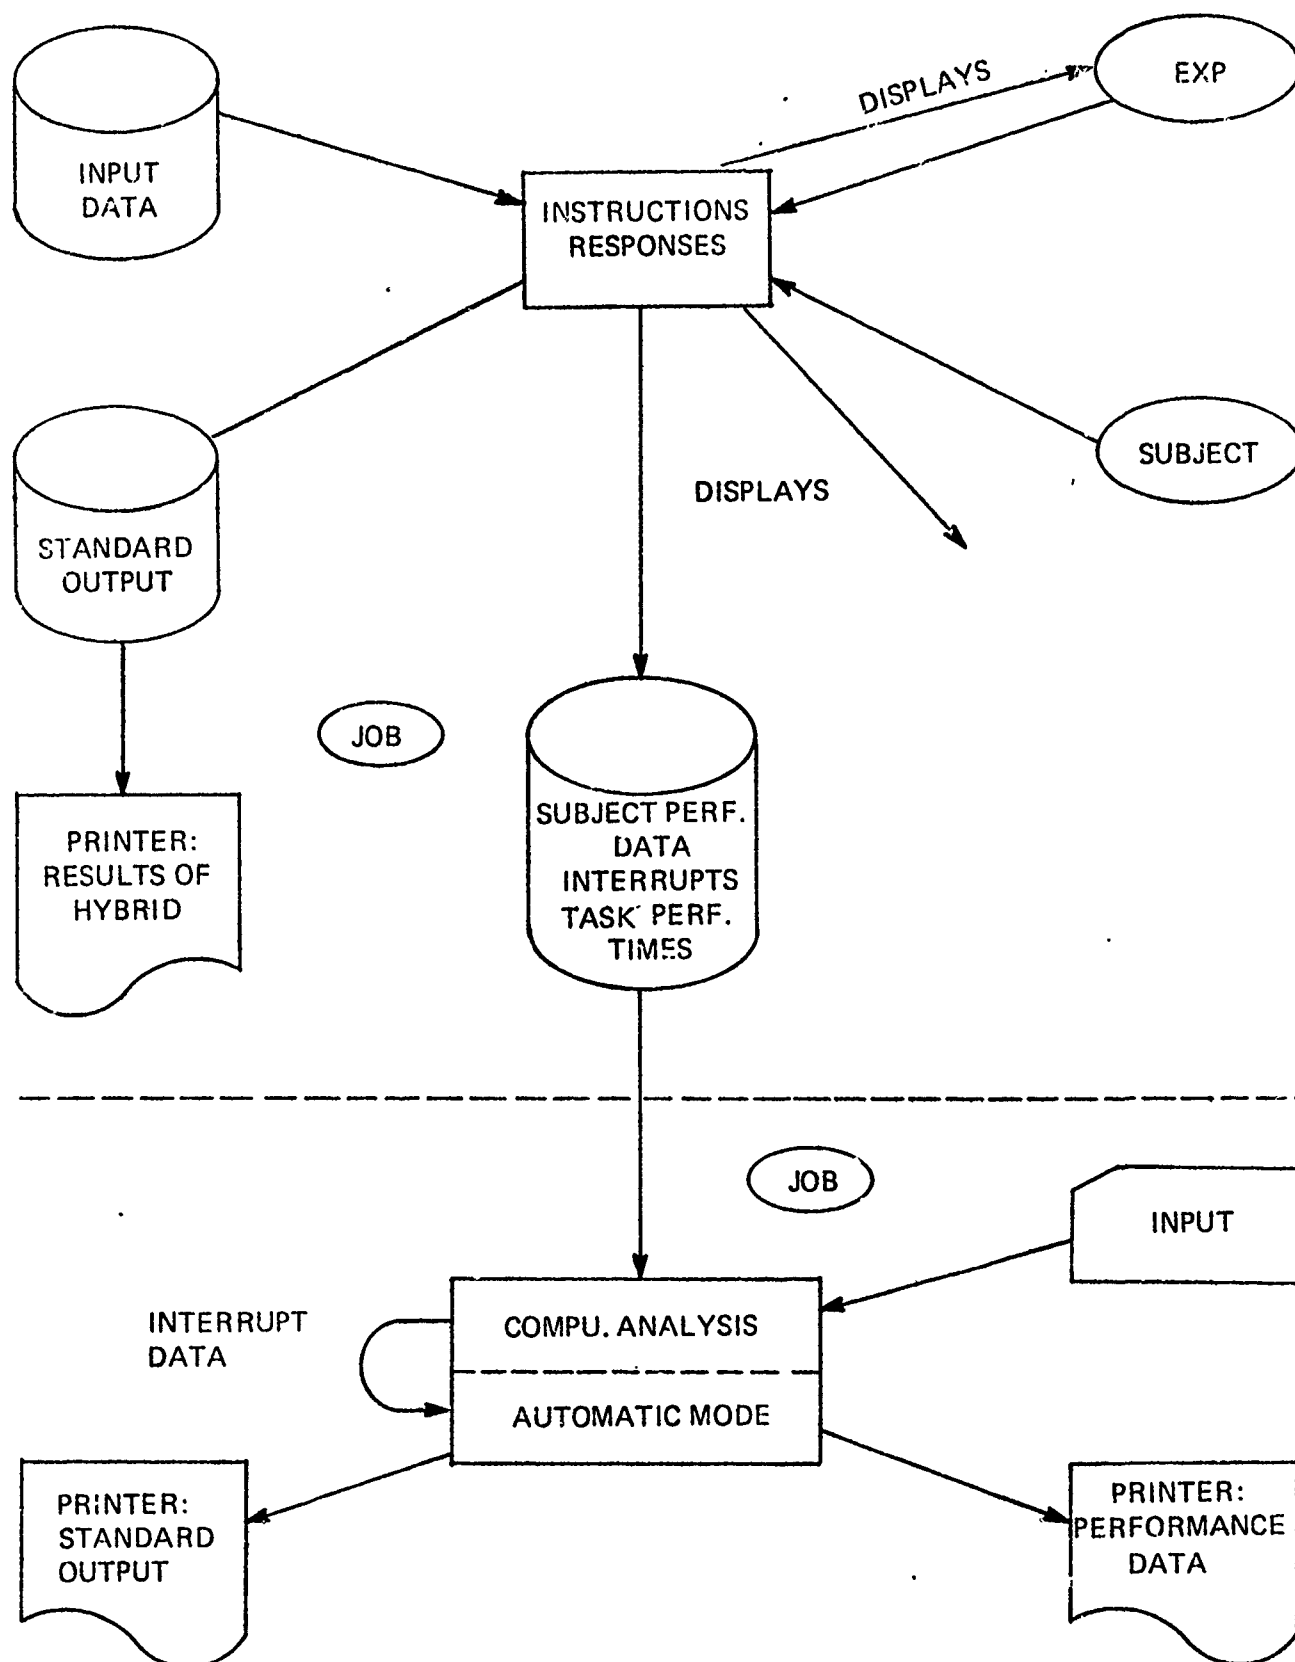 DISPLAYS
EXP
INPUT
DATA
INSTRUCTIONS
RESPONSES
SUBJECT
DISPLAYS
STANDARD
OUTPUT
JOB
PRINTER:
RESULTS OF
HYBRID
SUBJECT PERF.
DATA
INTERRUPTS
TASK PERF.
TIMES
JOB
INPUT
INTERRUPT
DATA
COMPU. ANALYSIS
AUTOMATIC MODE
PRINTER:
STANDARD
OUTPUT
PRINTER:
PERFORMANCE
DATA